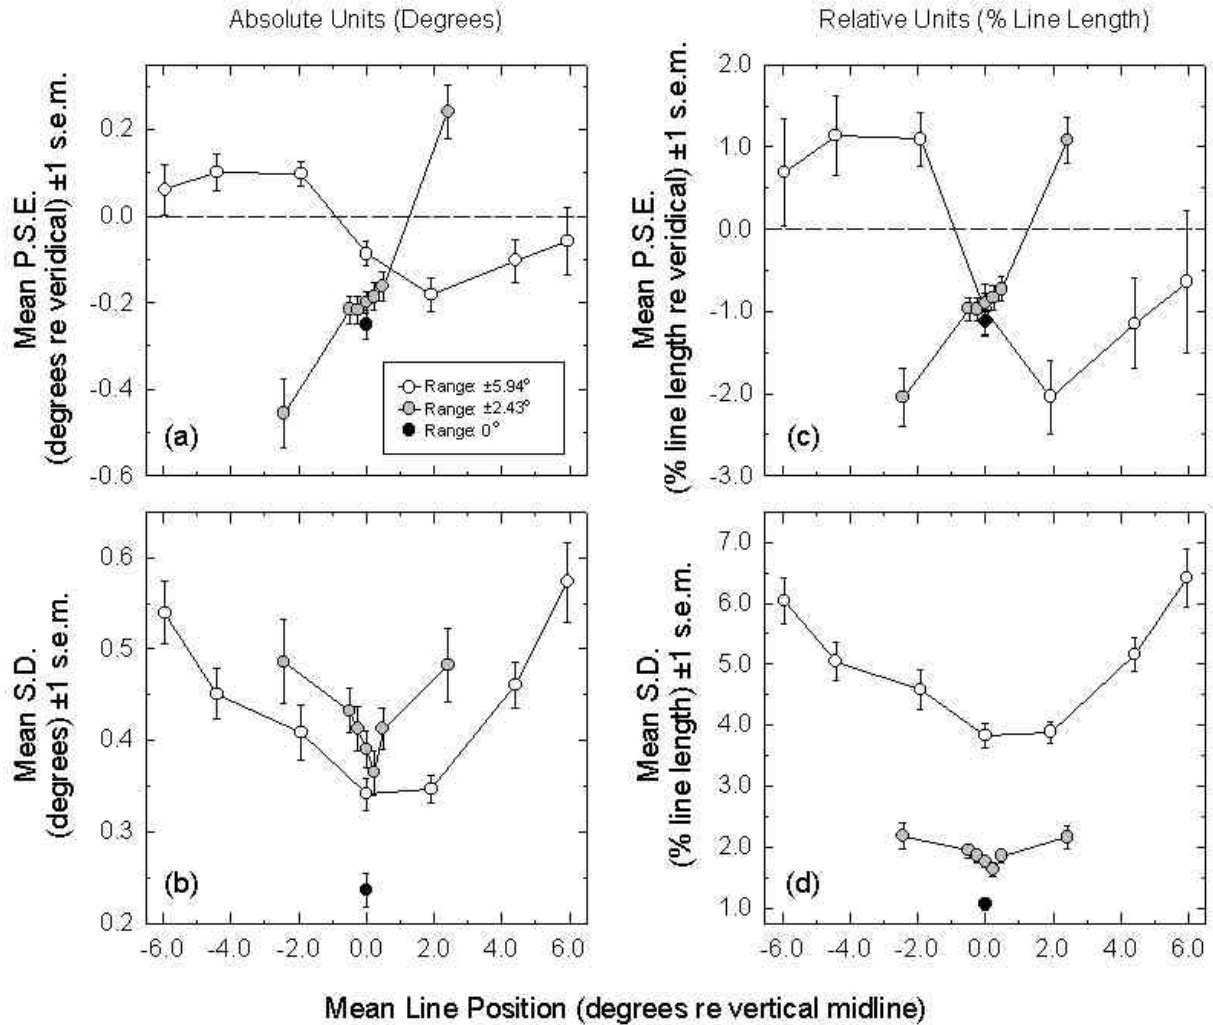 Absolute Units (Degrees)
Relative Units (% Line Length)
Mean P.S.E.
(degrees re veridical) ±1 s.e.m.
0.2
0.0
-0.2
-0.4
-0.6
(a)
Range: ±5.94°
Range: ±2.43°
Range: 0°
Mean P.S.E.
(% line length re veridical) ±1 s.e.m.
2.0
1.0
0.0
-1.0
-2.0
-3.0
(c)
Mean S.D.
(degrees) ±1 s.e.m.
0.6
0.5
0.4
0.3
0.2
(b)
-6.0 -4.0 -2.0 0.0 2.0 4.0 6.0
Mean S.D.
(% line length) ±1 s.e.m.
7.0
6.0
5.0
4.0
3.0
2.0
1.0
(d)
-6.0 -4.0 -2.0 0.0 2.0 4.0 6.0
Mean Line Position (degrees re vertical midline)